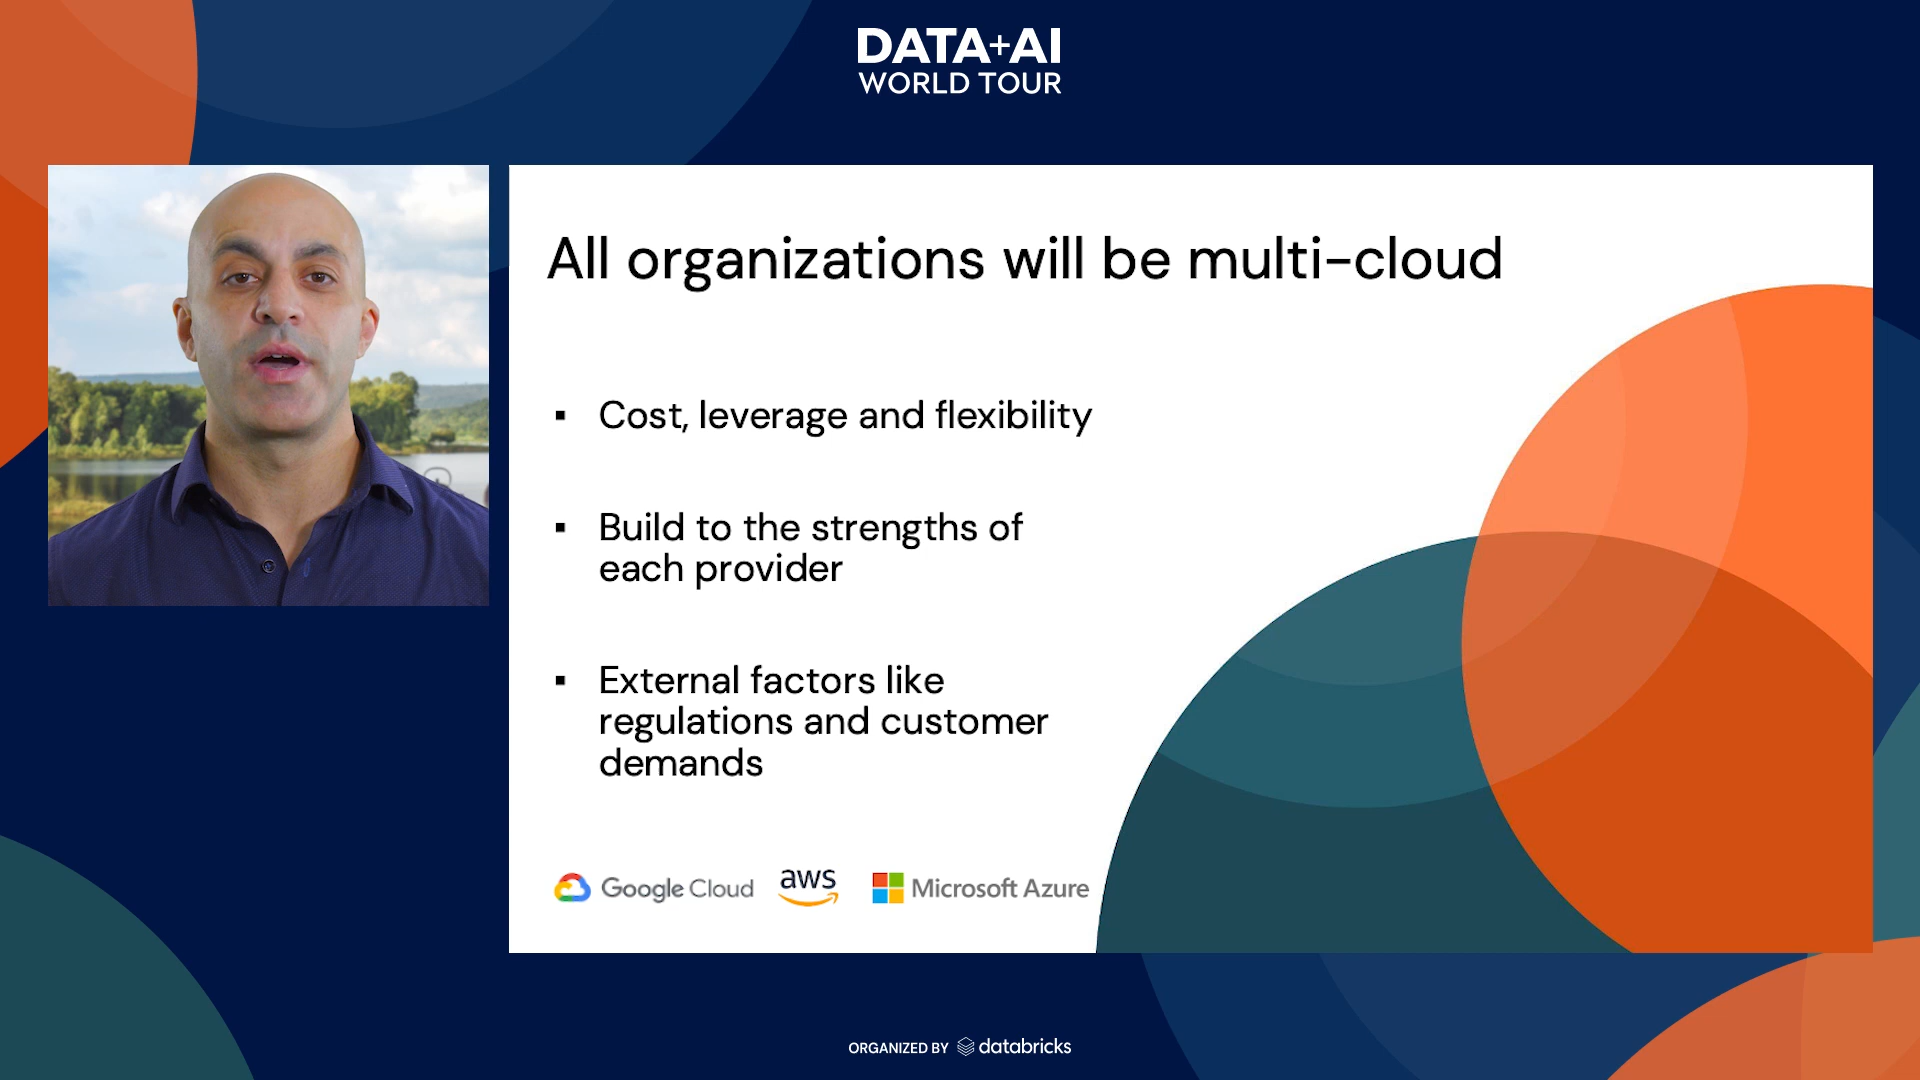 DATA+AI
WORLD TOUR
All organizations will be multi-cloud
▪ Cost, leverage and flexibility
▪ Build to the strengths of
each provider
▪ External factors like
regulations and customer
demands
Google Cloud aws Microsoft Azure
ORGANIZED BY databricks